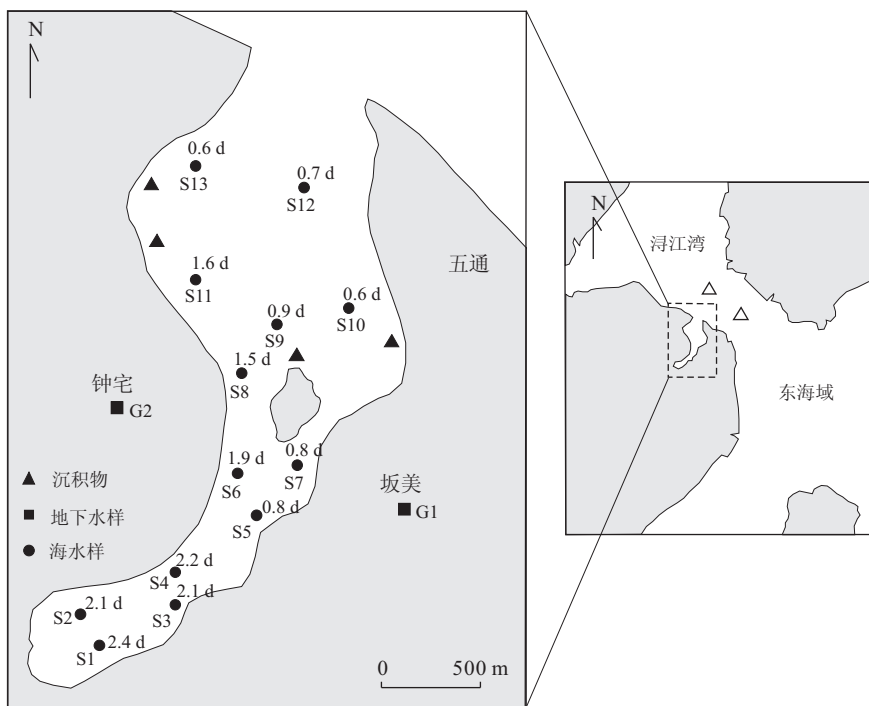 N
0.6 d
S13
0.7 d
S12
五通
1.6 d
S11
0.6 d
S10
0.9 d
S9
1.5 d
S8
钟宅
G2
1.9 d
S6
0.8 d
S7
坂美
G1
0.8 d
S5
沉积物
地下水样
海水样
2.2 d
S4
2.1 d
S3
2.1 d
S2
2.4 d
S1
0 500 m
N
浔江湾
东海域